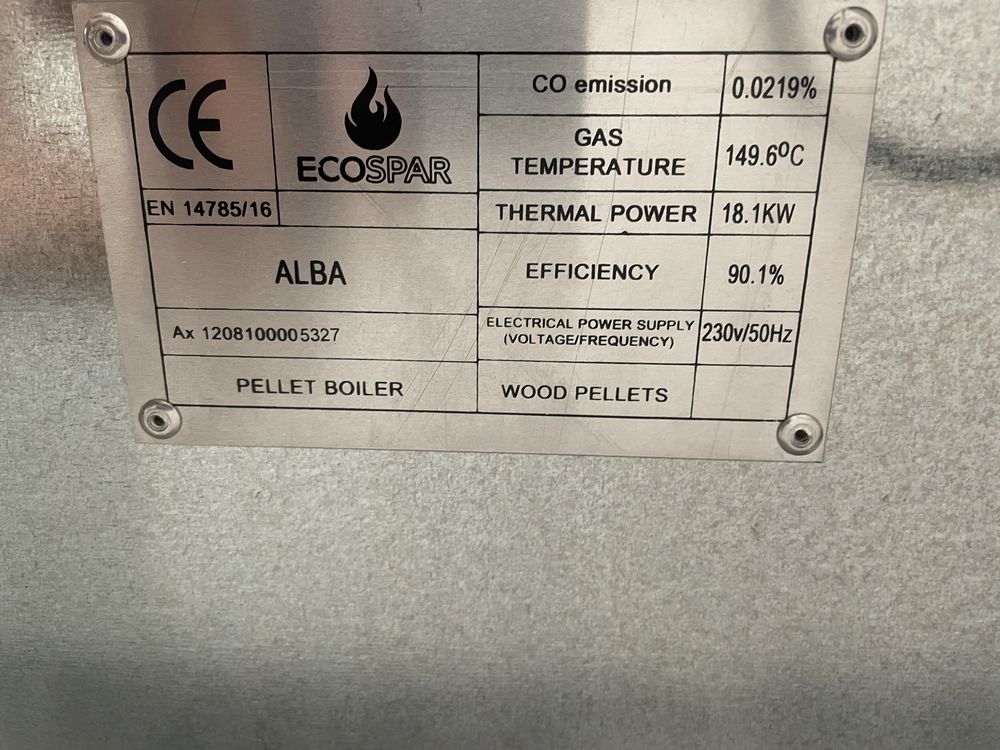 CE
ECOSPAR
EN 14785/16
ALBA
Ax 1208100005327
PELLET BOILER
CO emission 0.0219%
GAS
TEMPERATURE 149.6ºC
THERMAL POWER 18.1KW
EFFICIENCY 90.1%
ELECTRICAL POWER SUPPLY
(VOLTAGE/FREQUENCY) 230v/50Hz
WOOD PELLETS